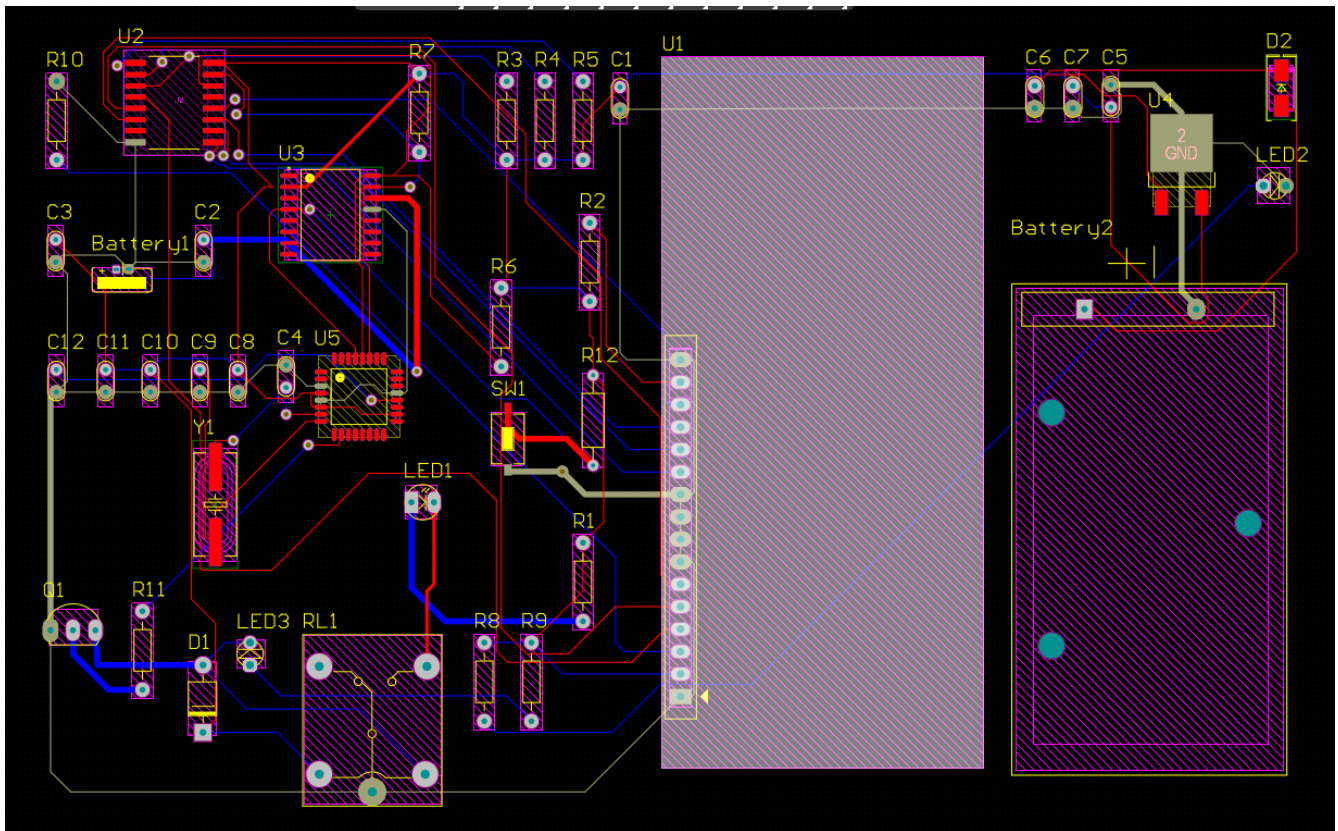 U2
U1
D2
R10
R7
R3
R4
R5
C1
C6
C7
C5
U4
2
GND
U3
LED2
C3
C2
R2
Battery1
Battery2
+
R6
C12
C11
C10
C9
C8
C4
U5
R12
SW1
Y1
LED1
R1
Q1
R11
D1
LED3
RL1
R8
R9